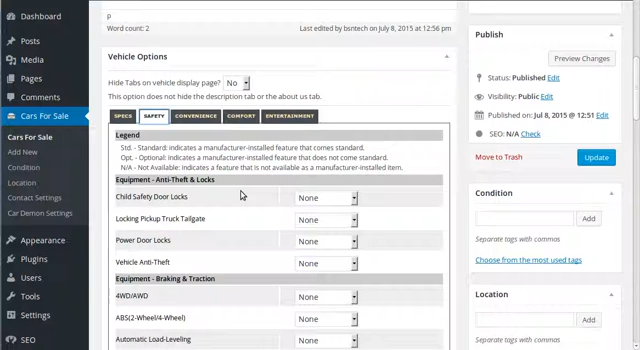 Dashboard
Posts
Media
Pages
Comments
Cars For Sale
Cars For Sale
Add New
Condition
Location
Contact Settings
Car Demon Settings
Appearance
Plugins
Users
Tools
Settings
SEO
p
Word count: 2
Last edited by bsntech on July 8, 2015 at 12:56 pm
Vehicle Options
Hide Tabs on vehicle display page? No
This option does not hide the description tab or the about us tab.
SPECS SAFETY CONVENIENCE COMFORT ENTERTAINMENT
Legend
Std. - Standard: indicates a manufacturer-installed feature that comes standard.
Opt. - Optional: indicates a manufacturer-installed feature that does not come standard.
N/A - Not Available: indicates a feature that is not available as a manufacturer-installed item.
Equipment - Anti-Theft & Locks
Child Safety Door Locks None
Locking Pickup Truck Tailgate None
Power Door Locks None
Vehicle Anti-Theft None
Equipment - Braking & Traction
4WD/AWD None
ABS(2-Wheel/4-Wheel) None
Automatic Load-Leveling None
Publish
Preview Changes
Status: Published Edit
Visibility: Public Edit
Published on: Jul 8, 2015 @ 12:51 Edit
SEO: N/A Check
Move to Trash
Update
Condition
Add
Separate tags with commas
Choose from the most used tags
Location
Add
Separate tags with commas